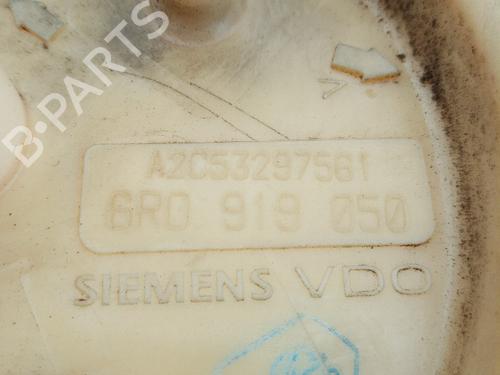 B-PARTS
A2C53297561
6R0 919 050
SIEMENS VDO